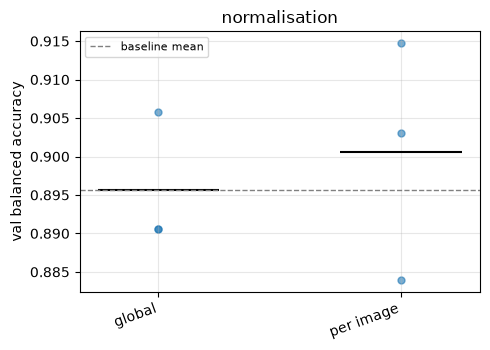 normalisation
baseline mean
val balanced accuracy
0.915
0.910
0.905
0.900
0.895
0.890
0.885
global
per image